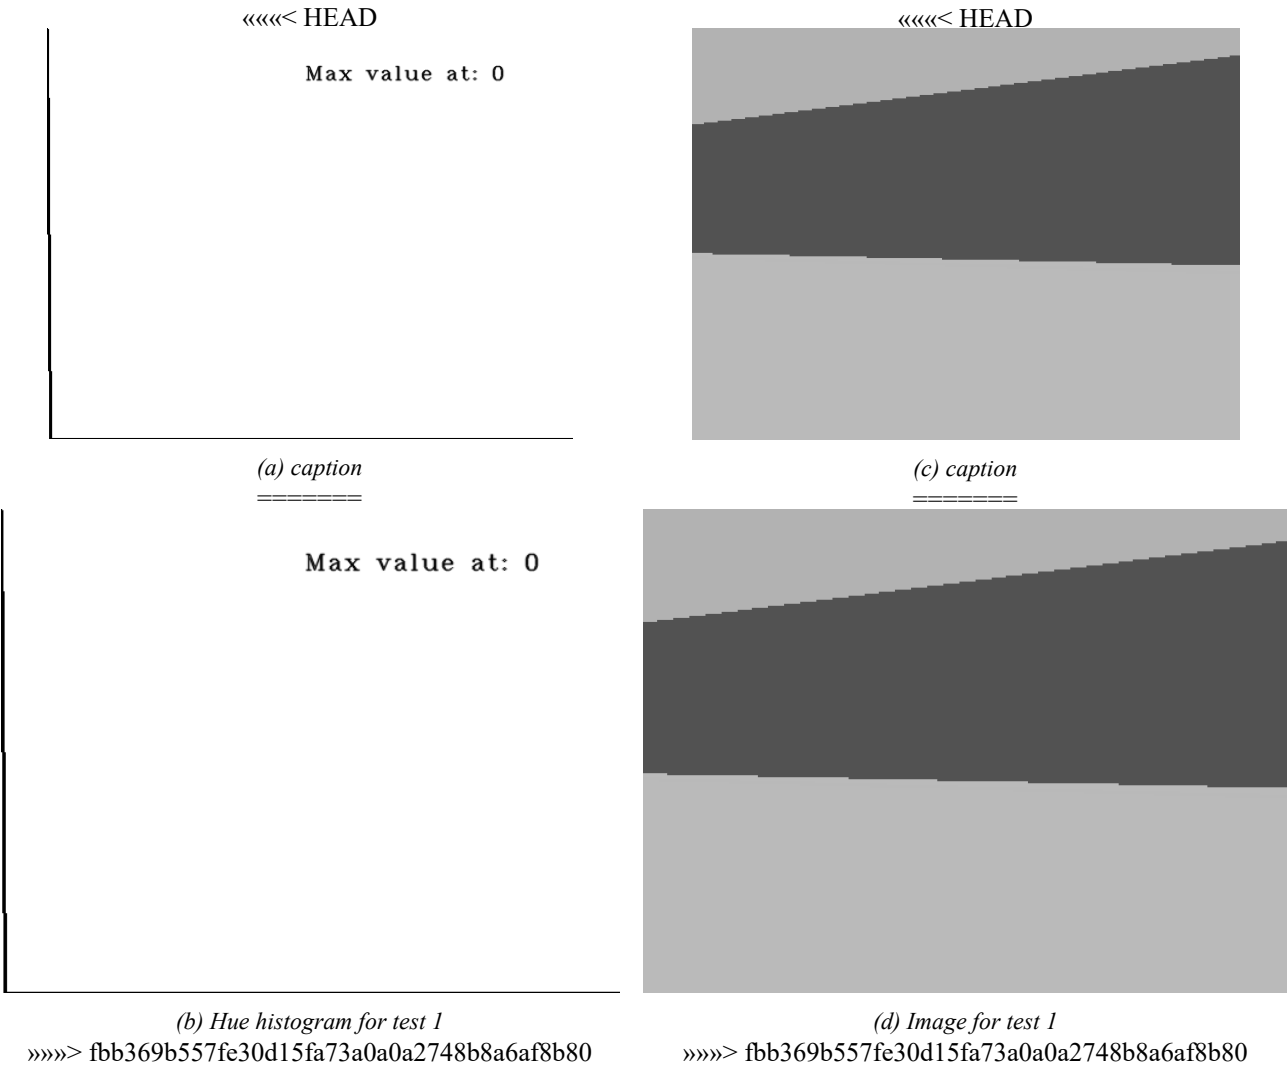 «««< HEAD
Max value at: 0
(a) caption
=======
Max value at: 0
(b) Hue histogram for test 1
»»»> fbb369b557fe30d15fa73a0a0a2748b8a6af8b80
«««< HEAD
(c) caption
=======
(d) Image for test 1
»»»> fbb369b557fe30d15fa73a0a0a2748b8a6af8b80